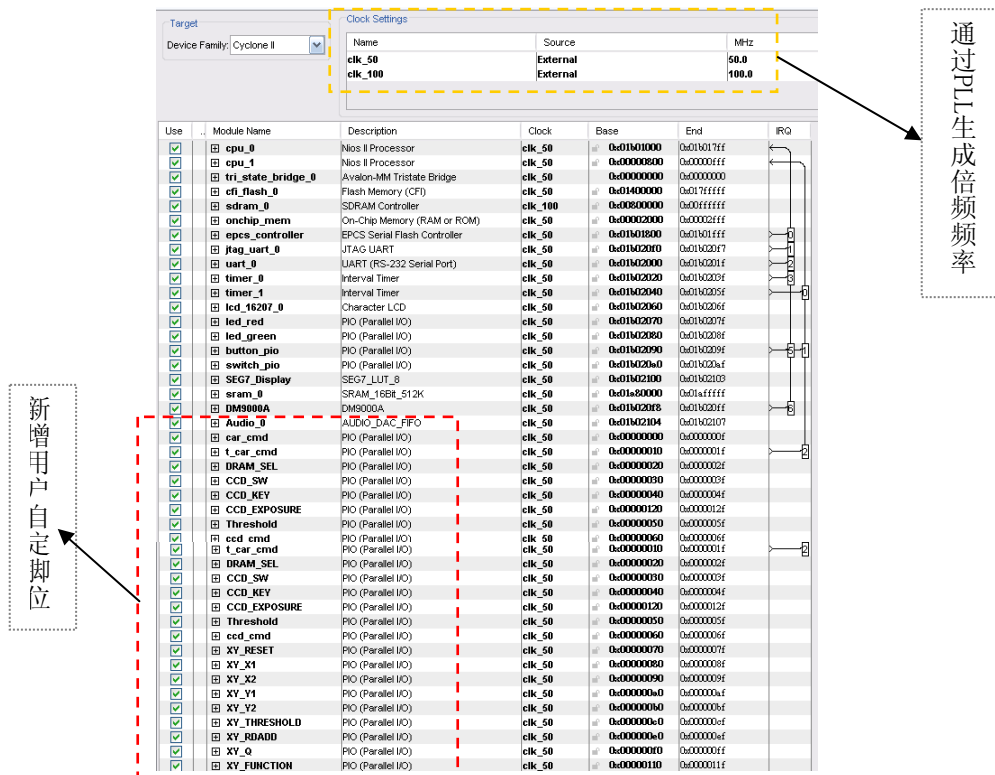 Target
Device Family: Cyclone II
Clock Settings
Name Source MHz
clk_50 External 50.0
clk_100 External 100.0
通过PLL生成倍频频率
Use .. Module Name Description Clock Base End IRQ
cpu_0 Nios II Processor clk_50 0x01b01000 0x01b017ff
cpu_1 Nios II Processor clk_50 0x00000800 0x00000fff
tri_state_bridge_0 Avalon-MM Tristate Bridge clk_50 0x00000000 0x00000000
cfi_flash_0 Flash Memory (CFI) clk_50 0x01400000 0x017fffff
sdram_0 SDRAM Controller clk_100 0x00800000 0x00ffffff
onchip_mem On-Chip Memory (RAM or ROM) clk_50 0x00002000 0x00002fff
epcs_controller EPCS Serial Flash Controller clk_50 0x01b01800 0x01b01fff 0
jtag_uart_0 JTAG UART clk_50 0x01b020f0 0x01b020f7 1
uart_0 UART (RS-232 Serial Port) clk_50 0x01b02000 0x01b0201f 2
timer_0 Interval Timer clk_50 0x01b02020 0x01b0203f 3
timer_1 Interval Timer clk_50 0x01b02040 0x01b0205f 0
lcd_16207_0 Character LCD clk_50 0x01b02060 0x01b0206f
led_red PIO (Parallel I/O) clk_50 0x01b02070 0x01b0207f
led_green PIO (Parallel I/O) clk_50 0x01b02080 0x01b0208f
button_pio PIO (Parallel I/O) clk_50 0x01b02090 0x01b0209f 5 1
switch_pio PIO (Parallel I/O) clk_50 0x01b020a0 0x01b020af
SEG7_Display SEG7_LUT_8 clk_50 0x01b02100 0x01b02103
sram_0 SRAM_16Bit_512K clk_50 0x01a80000 0x01afffff
DM9000A DM9000A clk_50 0x01b020f8 0x01b020ff 6
Audio_0 AUDIO_DAC_FIFO clk_50 0x01b02104 0x01b02107
car_cmd PIO (Parallel I/O) clk_50 0x00000000 0x0000000f
t_car_cmd PIO (Parallel I/O) clk_50 0x00000010 0x0000001f 2
DRAM_SEL PIO (Parallel I/O) clk_50 0x00000020 0x0000002f
CCD_SW PIO (Parallel I/O) clk_50 0x00000030 0x0000003f
CCD_KEY PIO (Parallel I/O) clk_50 0x00000040 0x0000004f
CCD_EXPOSURE PIO (Parallel I/O) clk_50 0x00000120 0x0000012f
Threshold PIO (Parallel I/O) clk_50 0x00000050 0x0000005f
ccd_cmd PIO (Parallel I/O) clk_50 0x00000060 0x0000006f
t_car_cmd PIO (Parallel I/O) clk_50 0x00000010 0x0000001f 2
DRAM_SEL PIO (Parallel I/O) clk_50 0x00000020 0x0000002f
CCD_SW PIO (Parallel I/O) clk_50 0x00000030 0x0000003f
CCD_KEY PIO (Parallel I/O) clk_50 0x00000040 0x0000004f
CCD_EXPOSURE PIO (Parallel I/O) clk_50 0x00000120 0x0000012f
Threshold PIO (Parallel I/O) clk_50 0x00000050 0x0000005f
ccd_cmd PIO (Parallel I/O) clk_50 0x00000060 0x0000006f
XY_RESET PIO (Parallel I/O) clk_50 0x00000070 0x0000007f
XY_X1 PIO (Parallel I/O) clk_50 0x00000080 0x0000008f
XY_X2 PIO (Parallel I/O) clk_50 0x00000090 0x0000009f
XY_Y1 PIO (Parallel I/O) clk_50 0x000000a0 0x000000af
XY_Y2 PIO (Parallel I/O) clk_50 0x000000b0 0x000000bf
XY_THRESHOLD PIO (Parallel I/O) clk_50 0x000000c0 0x000000cf
XY_RDADD PIO (Parallel I/O) clk_50 0x000000e0 0x000000ef
XY_Q PIO (Parallel I/O) clk_50 0x000000f0 0x000000ff
XY_FUNCTION PIO (Parallel I/O) clk_50 0x00000110 0x0000011f
新增用户自定脚位